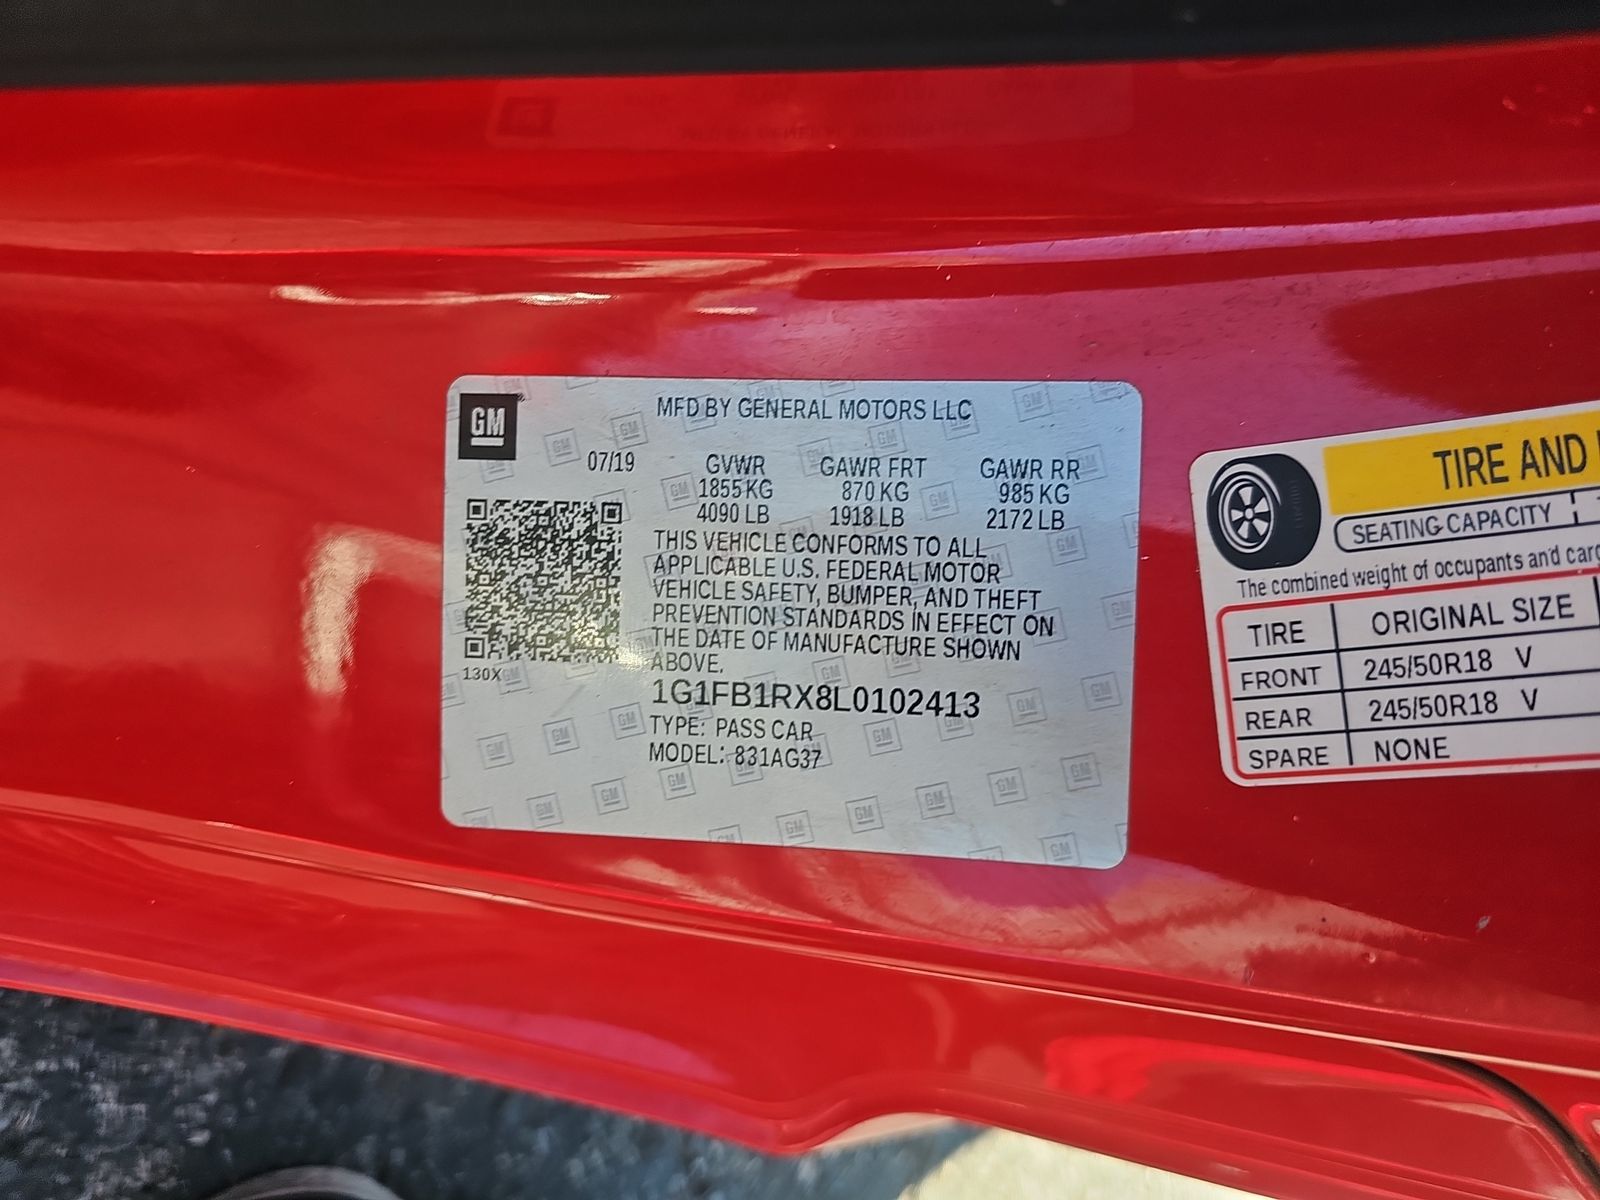 GM
MFD BY GENERAL MOTORS LLC
07/19
GVWR GAWR FRT GAWR RR
1855 KG 870 KG 985 KG
4090 LB 1918 LB 2172 LB
THIS VEHICLE CONFORMS TO ALL
APPLICABLE U.S. FEDERAL MOTOR
VEHICLE SAFETY, BUMPER, AND THEFT
PREVENTION STANDARDS IN EFFECT ON
THE DATE OF MANUFACTURE SHOWN
ABOVE.
130X
1G1FB1RX8L0102413
TYPE: PASS CAR
MODEL: 831AG37
TIRE AND
SEATING CAPACITY
The combined weight of occupants and
TIRE ORIGINAL SIZE
FRONT 245/50R18 V
REAR 245/50R18 V
SPARE NONE